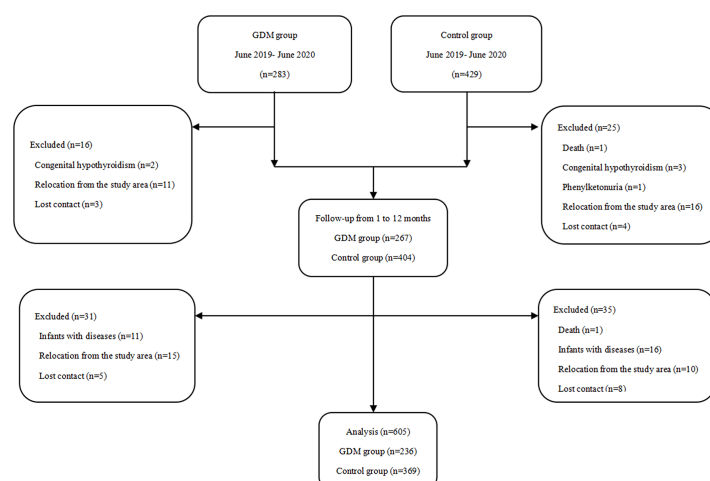 GDM group
June 2019- June 2020
(n=283)
Control group
June 2019- June 2020
(n=429)
Excluded (n=16)
Congenital hypothyroidism (n=2)
Relocation from the study area (n=11)
Lost contact (n=3)
Excluded (n=25)
Death (n=1)
Congenital hypothyroidism (n=3)
Phenylketonuria (n=1)
Relocation from the study area (n=16)
Lost contact (n=4)
Follow-up from 1 to 12 months
GDM group (n=267)
Control group (n=404)
Excluded (n=31)
Infants with diseases (n=11)
Relocation from the study area (n=15)
Lost contact (n=5)
Excluded (n=35)
Death (n=1)
Infants with diseases (n=16)
Relocation from the study area (n=10)
Lost contact (n=8)
Analysis (n=605)
GDM group (n=236)
Control group (n=369)